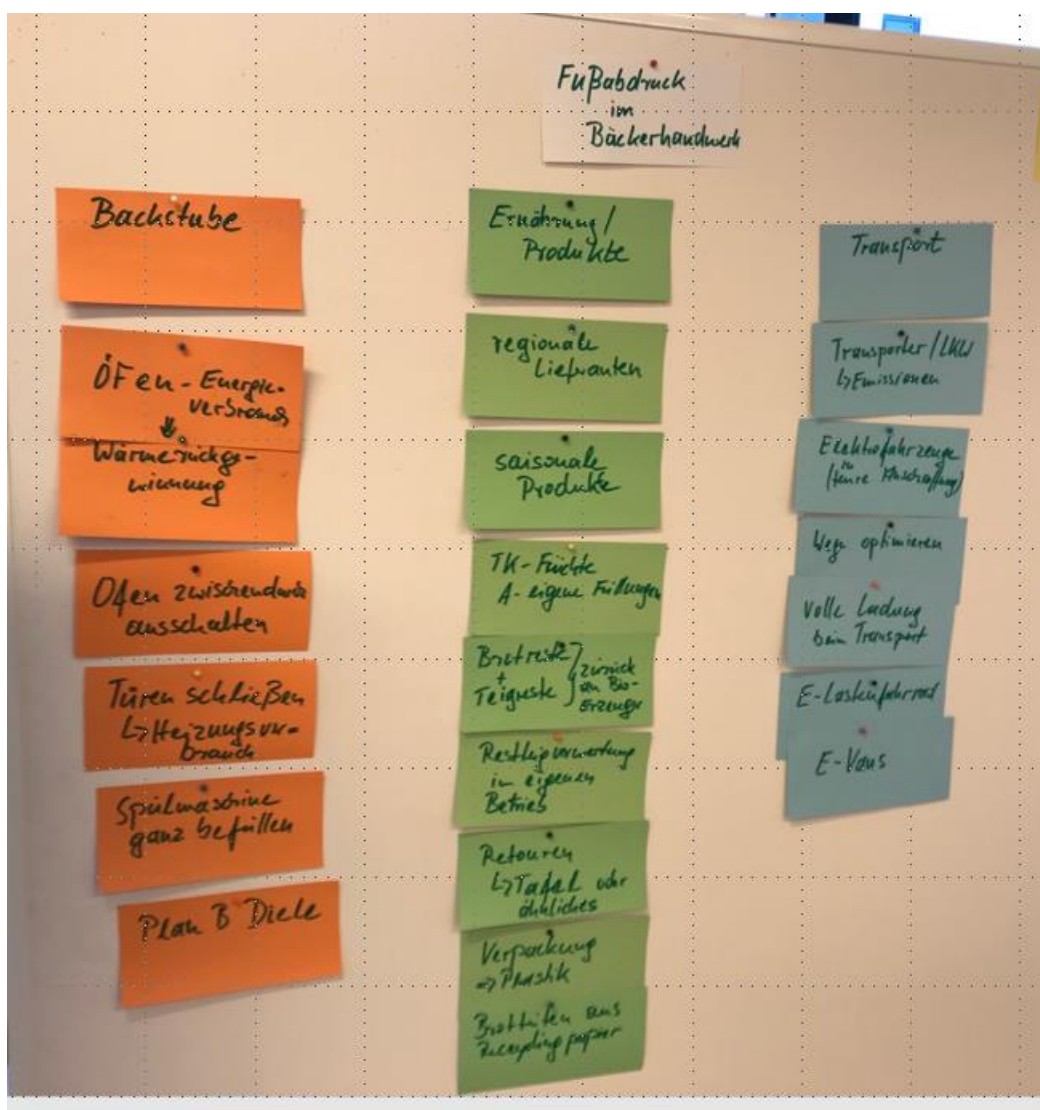 Fußabdruck
im
Bäckerhandwerk
Backstube
ÖFen - Energie-
verbrauch
Wärmerückge-
winnung
Ofen zwischendurch
ausschalten
Türen schließen
↳ Heizungsver-
brauch
Spülmaschine
ganz befüllen
Plan B Diele
Ernährung /
Produkte
regionale
Lieferanten
saisonale
Produkte
TK-Früchte
A- eigene Füllungen
Brotreste
+
Teigreste
zurück
an Bio-
Erzeuger
verwertung
im eigenen
Betrieb
Retouren
↳ Tafel oder
ähnliches
Verpackung
=> Plastik
Brottüten aus
Recyclingpapier
Transport
Transporter / LKW
↳ Emissionen
Elektrofahrzeuge
(teure Anschaffung)
Wege optimieren
Volle Ladung
beim Transport
E-Lastenfahrrad
E-Vans